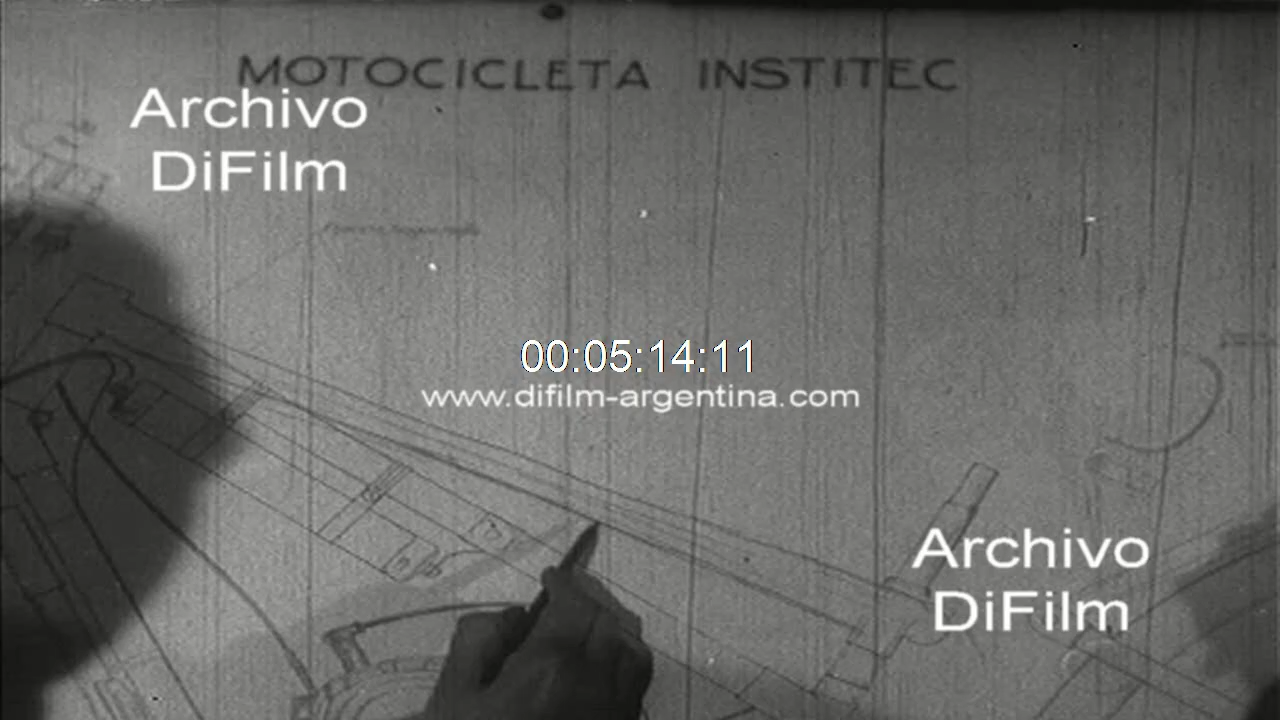 MOTOCICLETA INSTITEC
Archivo
DiFilm
00:05:14:11
www.difilm-argentina.com
Archivo
DiFilm